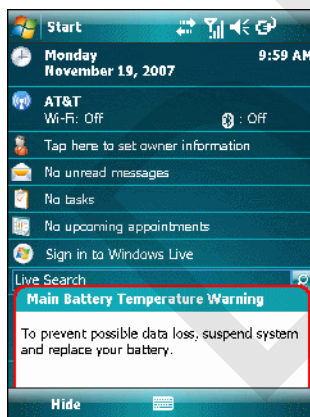 Start
Monday 9:59 AM
November 19, 2007
AT&T
Wi-Fi: Off : Off
Tap here to set owner information
No unread messages
No tasks
No upcoming appointments
Sign in to Windows Live
Live Search
Main Battery Temperature Warning
To prevent possible data loss, suspend system
and replace your battery.
Hide